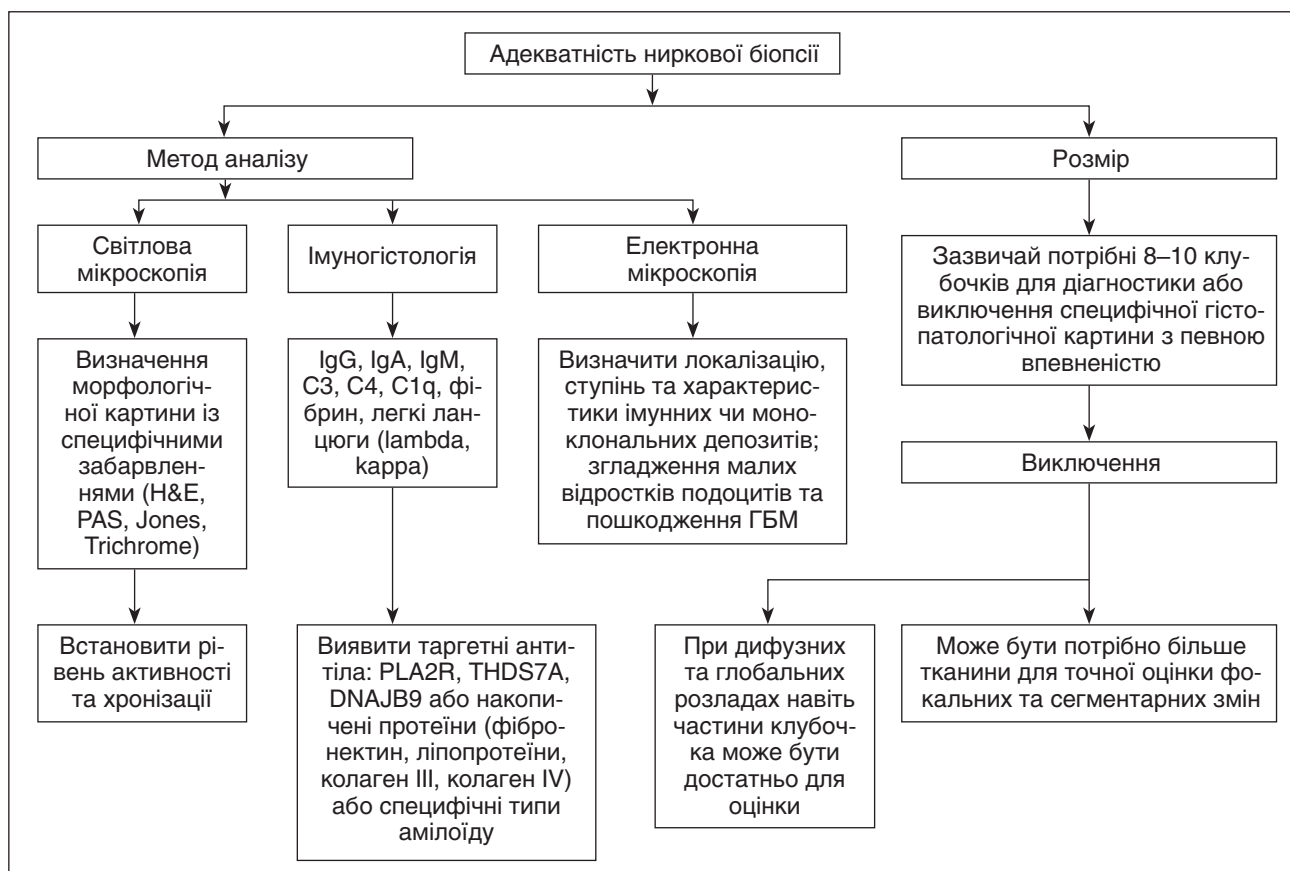 Адекватність ниркової біопсії
Метод аналізу
Розмір
Світлова
мікроскопія
Імуногістологія
Електронна
мікроскопія
Зазвичай потрібні 8–10 клу-
бочків для діагностики або
виключення специфічної гісто-
патологічної картини з певною
впевненістю
Визначення
морфологіч-
ної картини із
специфічними
забарвлен-
нями (H&E,
PAS, Jones,
Trichrome)
IgG, IgA, IgM,
C3, C4, C1q, фі-
брин, легкі лан-
цюги (lambda,
kappa)
Визначити локалізацію,
ступінь та характерис-
тики імунних чи моно-
клональних депозитів;
згладження малих
відростків подоцитів та
пошкодження ГБМ
Виключення
Встановити рі-
вень активності
та хронізації
Виявити таргетні анти-
тіла: PLA2R, THDS7A,
DNAJB9 або накопи-
чені протеїни (фібро-
нектин, ліпопротеїни,
колаген III, колаген IV)
або специфічні типи
амілоїду
При дифузних
та глобальних
розладах навіть
частини клубоч-
ка може бути
достатньо для
оцінки
Може бути потрібно більше
тканини для точної оцінки фо-
кальних та сегментарних змін